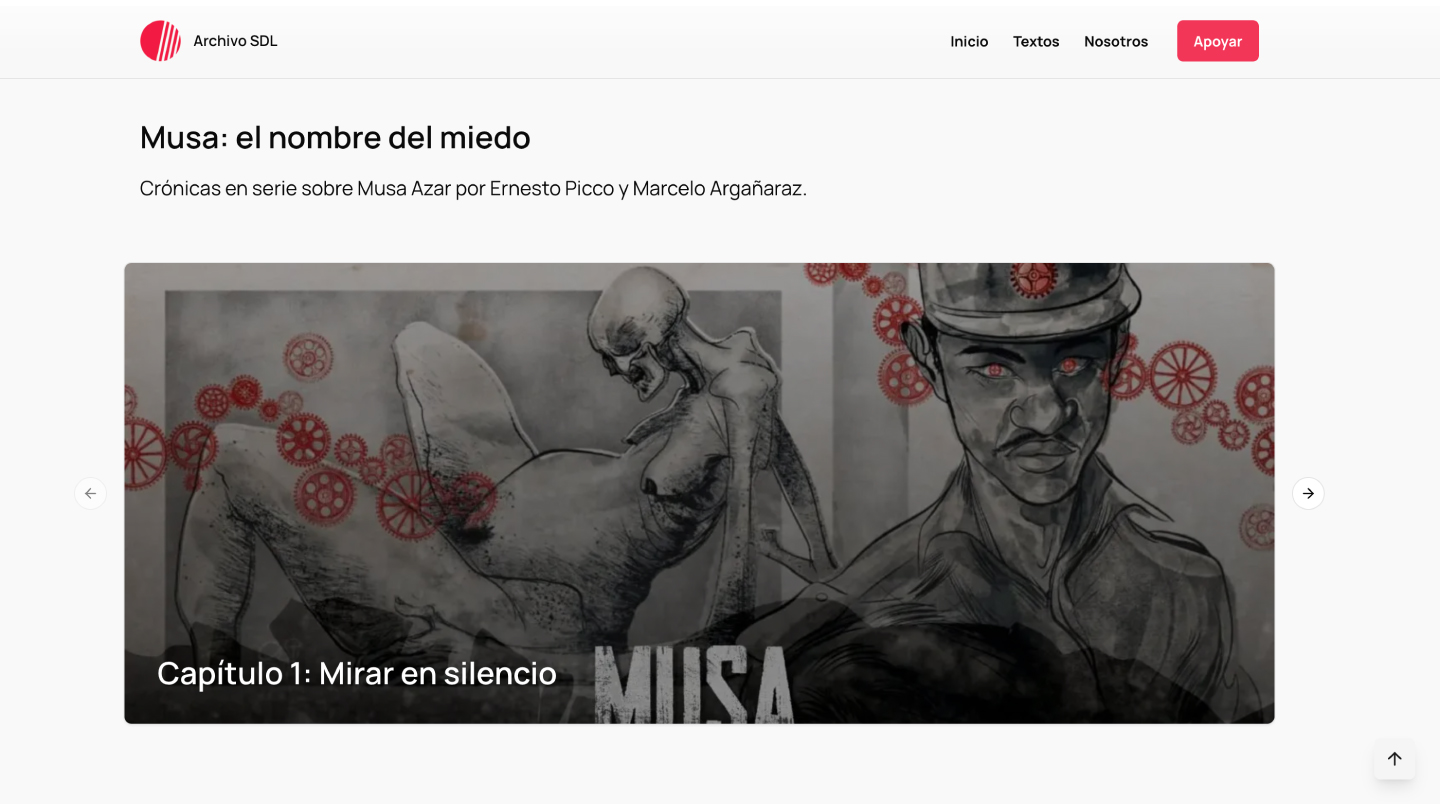 Archivo SDL
Inicio Textos Nosotros Apoyar
Musa: el nombre del miedo
Crónicas en serie sobre Musa Azar por Ernesto Picco y Marcelo Argañaraz.
Capítulo 1: Mirar en silencio
MUSA